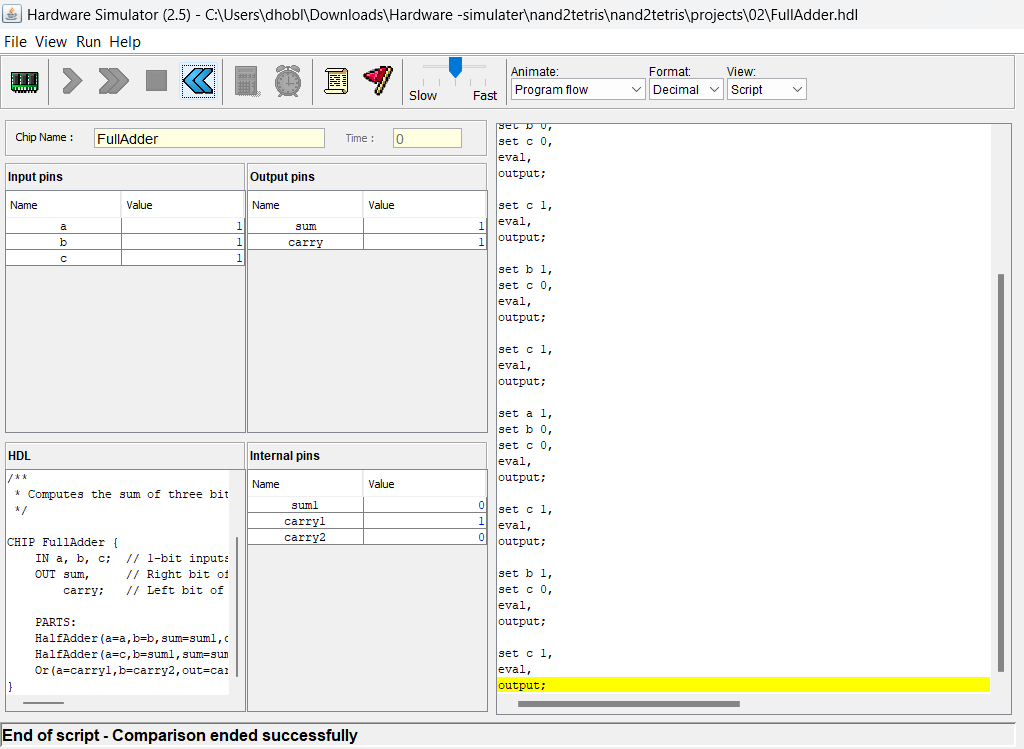 Hardware Simulator (2.5) - C:\Users\dhobl\Downloads\Hardware -simulater\nand2tetris\nand2tetris\projects\02\FullAdder.hdl
File View Run Help
Slow Fast
Animate: Format: View:
Program flow Decimal Script
Chip Name : FullAdder Time : 0
Input pins
Name Value
a 1
b 1
c 1
Output pins
Name Value
sum 1
carry 1
HDL
/**
* Computes the sum of three bit
*/
CHIP FullAdder {
IN a, b, c; // 1-bit inputs
OUT sum, // Right bit of
carry; // Left bit of
PARTS:
HalfAdder(a=a,b=b,sum=sum1,c
HalfAdder(a=c,b=sum1,sum=sum
Or(a=carry1,b=carry2,out=car
}
Internal pins
Name Value
sum1 0
carry1 1
carry2 0
set b 0,
set c 0,
eval,
output;
set c 1,
eval,
output;
set b 1,
set c 0,
eval,
output;
set c 1,
eval,
output;
set a 1,
set b 0,
set c 0,
eval,
output;
set c 1,
eval,
output;
set b 1,
set c 0,
eval,
output;
set c 1,
eval,
output;
End of script - Comparison ended successfully